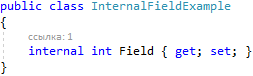 public class InternalFieldExample
{
ссылка: 1
internal int Field { get; set; }
}